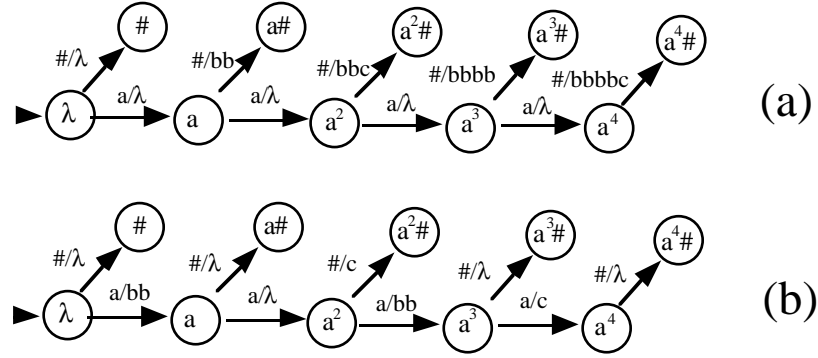 # a# a²# a³# a⁴#
#/λ #/bb #/bbc #/bbbb #/bbbbc
a/λ a/λ a/λ a/λ
λ a a² a³ a⁴
(a)
# a# a²# a³# a⁴#
#/λ #/λ #/c #/λ #/λ
a/bb a/λ a/bb a/c
λ a a² a³ a⁴
(b)